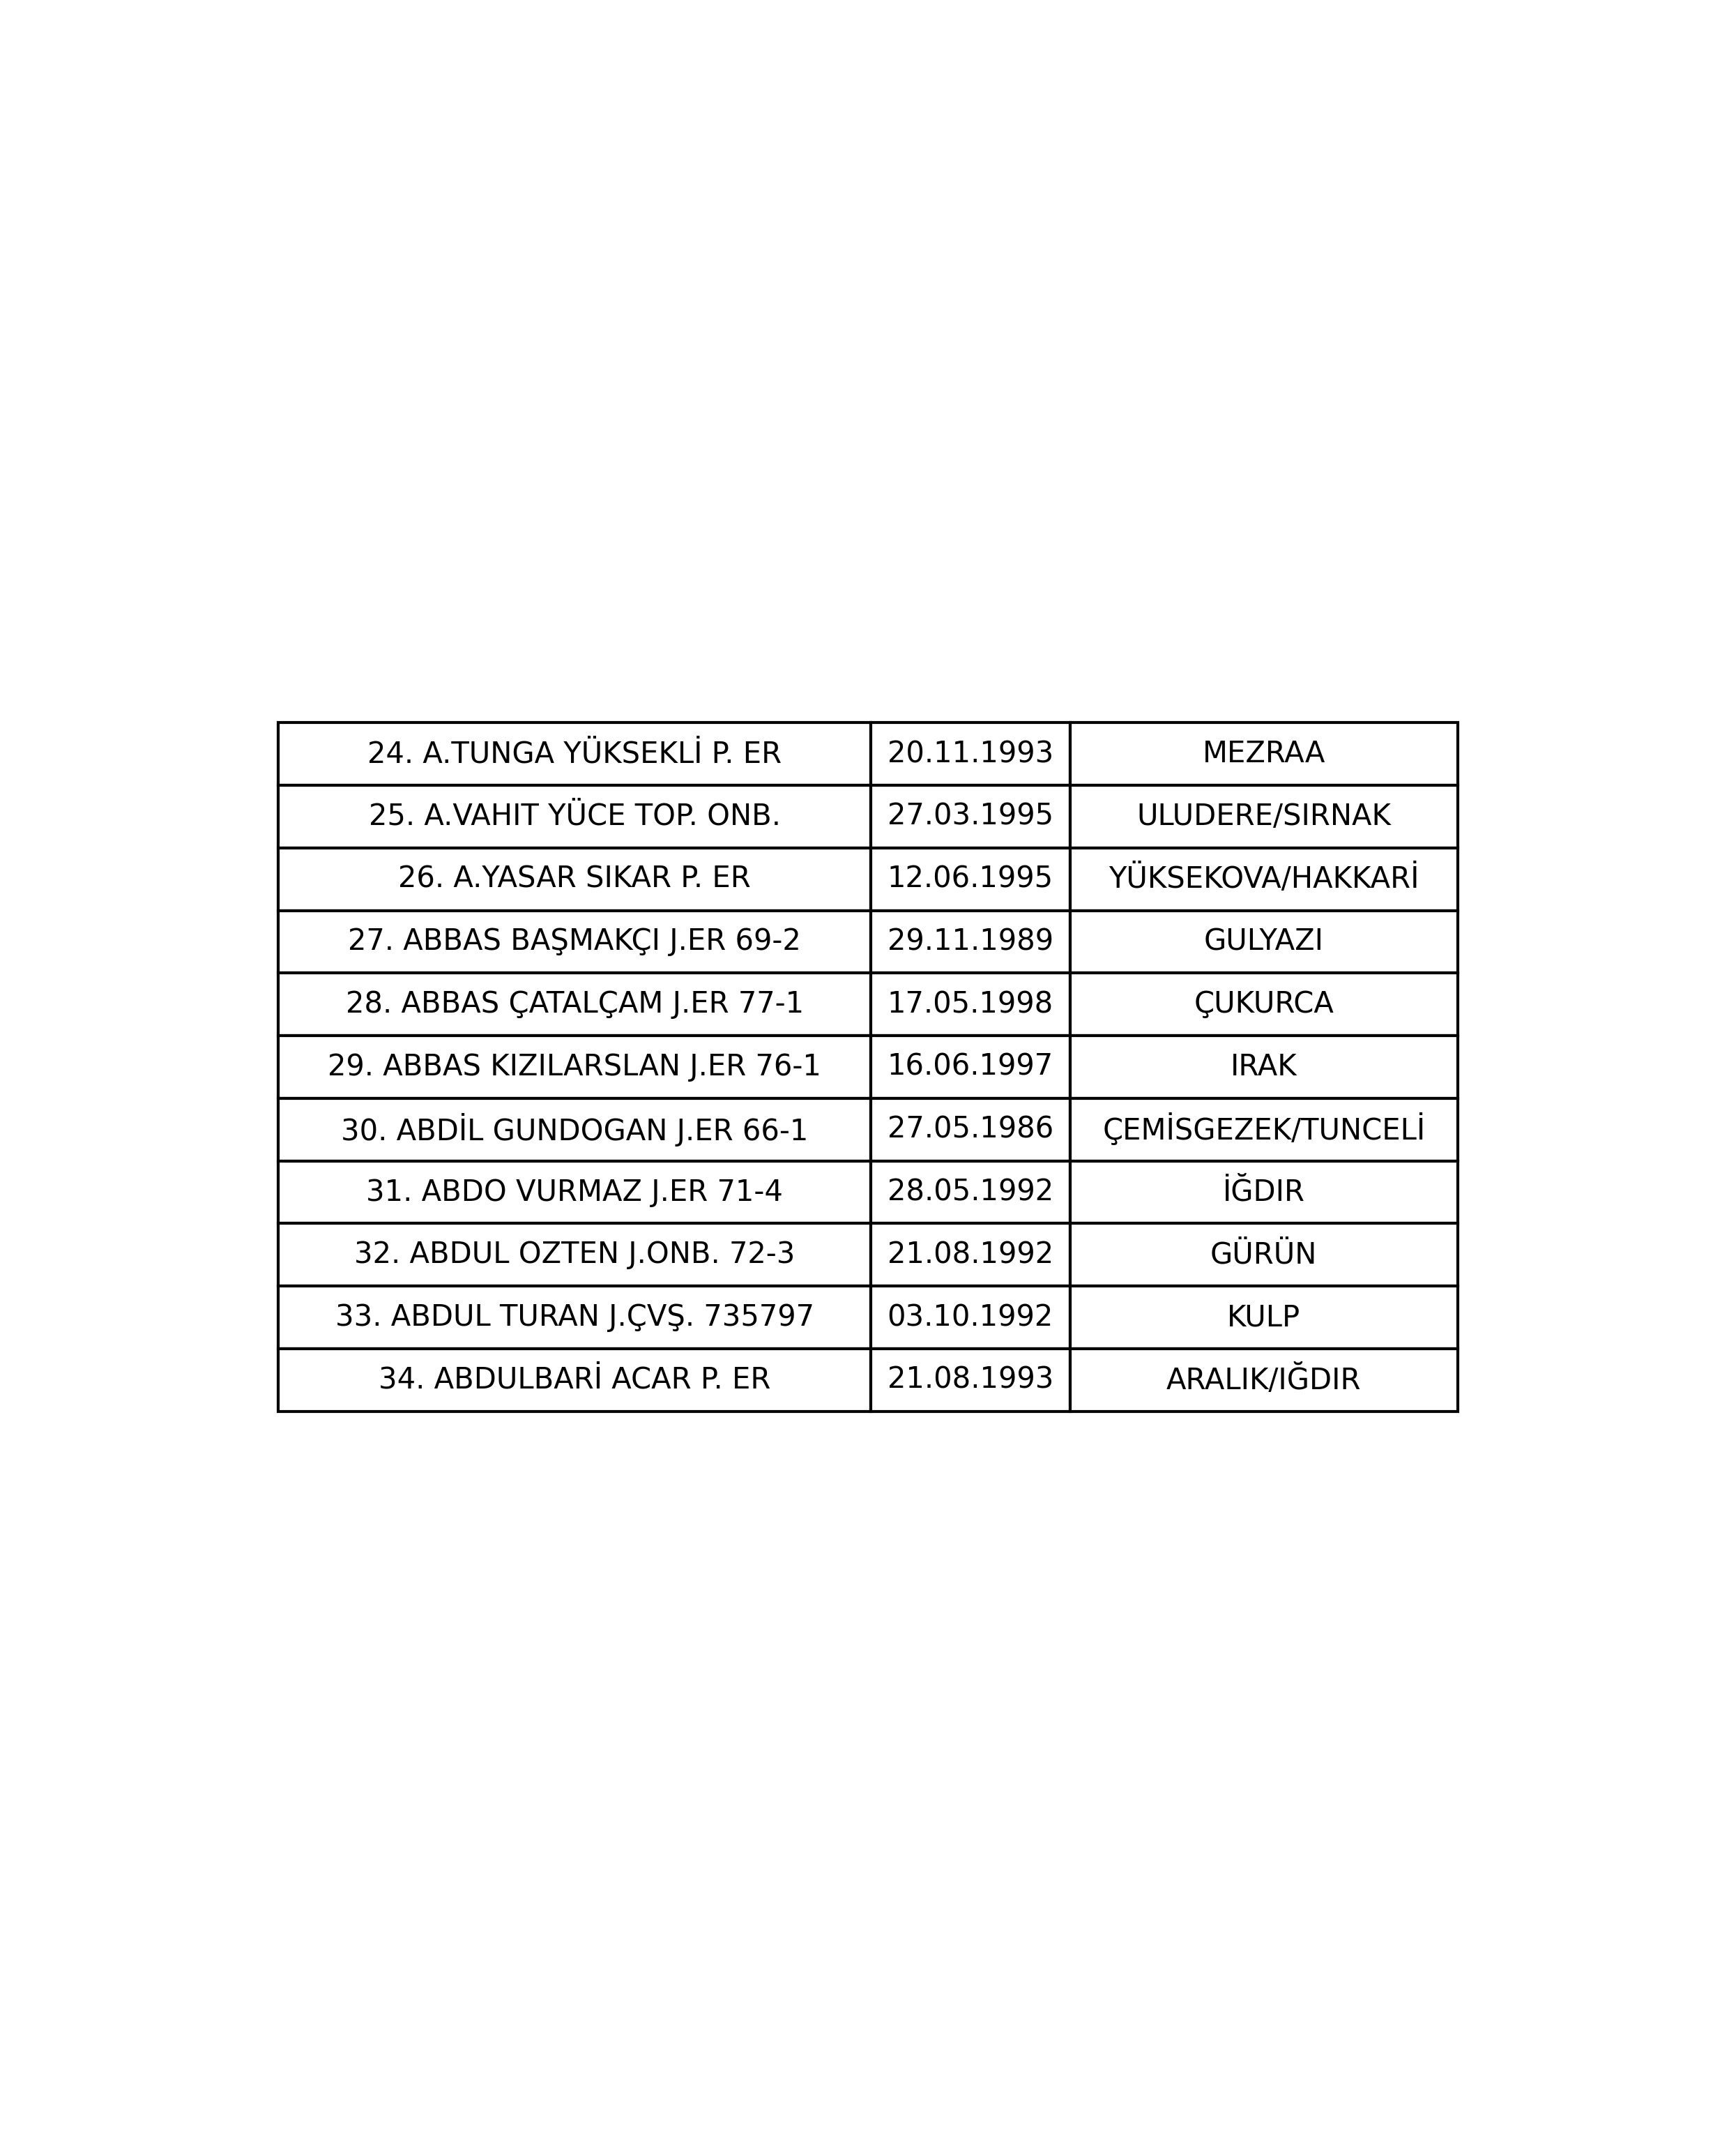 24. A.TUNGA YÜKSEKLİ P. ER 20.11.1993 MEZRAA
25. A.VAHIT YÜCE TOP. ONB. 27.03.1995 ULUDERE/SIRNAK
26. A.YASAR SIKAR P. ER 12.06.1995 YÜKSEKOVA/HAKKARİ
27. ABBAS BAŞMAKÇI J.ER 69-2 29.11.1989 GULYAZI
28. ABBAS ÇATALÇAM J.ER 77-1 17.05.1998 ÇUKURCA
29. ABBAS KIZILARSLAN J.ER 76-1 16.06.1997 IRAK
30. ABDİL GUNDOGAN J.ER 66-1 27.05.1986 ÇEMİSGEZEK/TUNCELİ
31. ABDO VURMAZ J.ER 71-4 28.05.1992 İĞDIR
32. ABDUL OZTEN J.ONB. 72-3 21.08.1992 GÜRÜN
33. ABDUL TURAN J.ÇVŞ. 735797 03.10.1992 KULP
34. ABDULBARİ ACAR P. ER 21.08.1993 ARALIK/IĞDIR